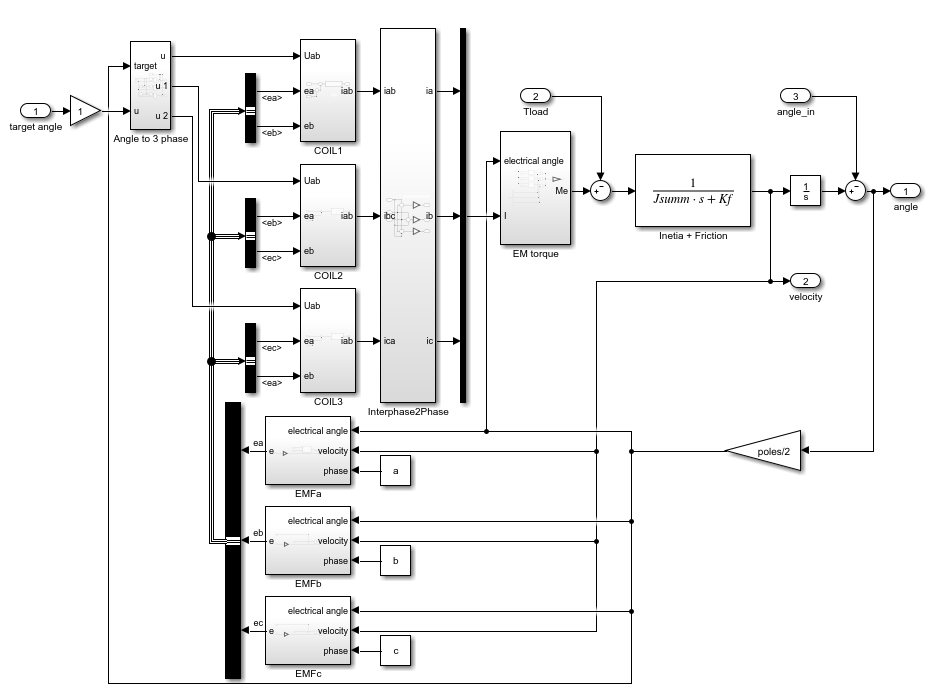 1
target angle
1
target
u
u
u 1
u 2
Angle to 3 phase
<ea>
<eb>
Uab
ea
eb
iab
COIL1
<eb>
<ec>
Uab
ea
eb
iab
COIL2
<ec>
<ea>
Uab
ea
eb
iab
COIL3
iab
ibc
ica
ia
ib
ic
Interphase2Phase
2
Tload
electrical angle
I
Me
EM torque
+
−
1
Jsumm · s + Kf
Inetia + Friction
1
s
3
angle_in
+
−
1
angle
2
velocity
poles/2
ea
e
electrical angle
velocity
phase
a
EMFa
eb
e
electrical angle
velocity
phase
b
EMFb
ec
e
electrical angle
velocity
phase
c
EMFc